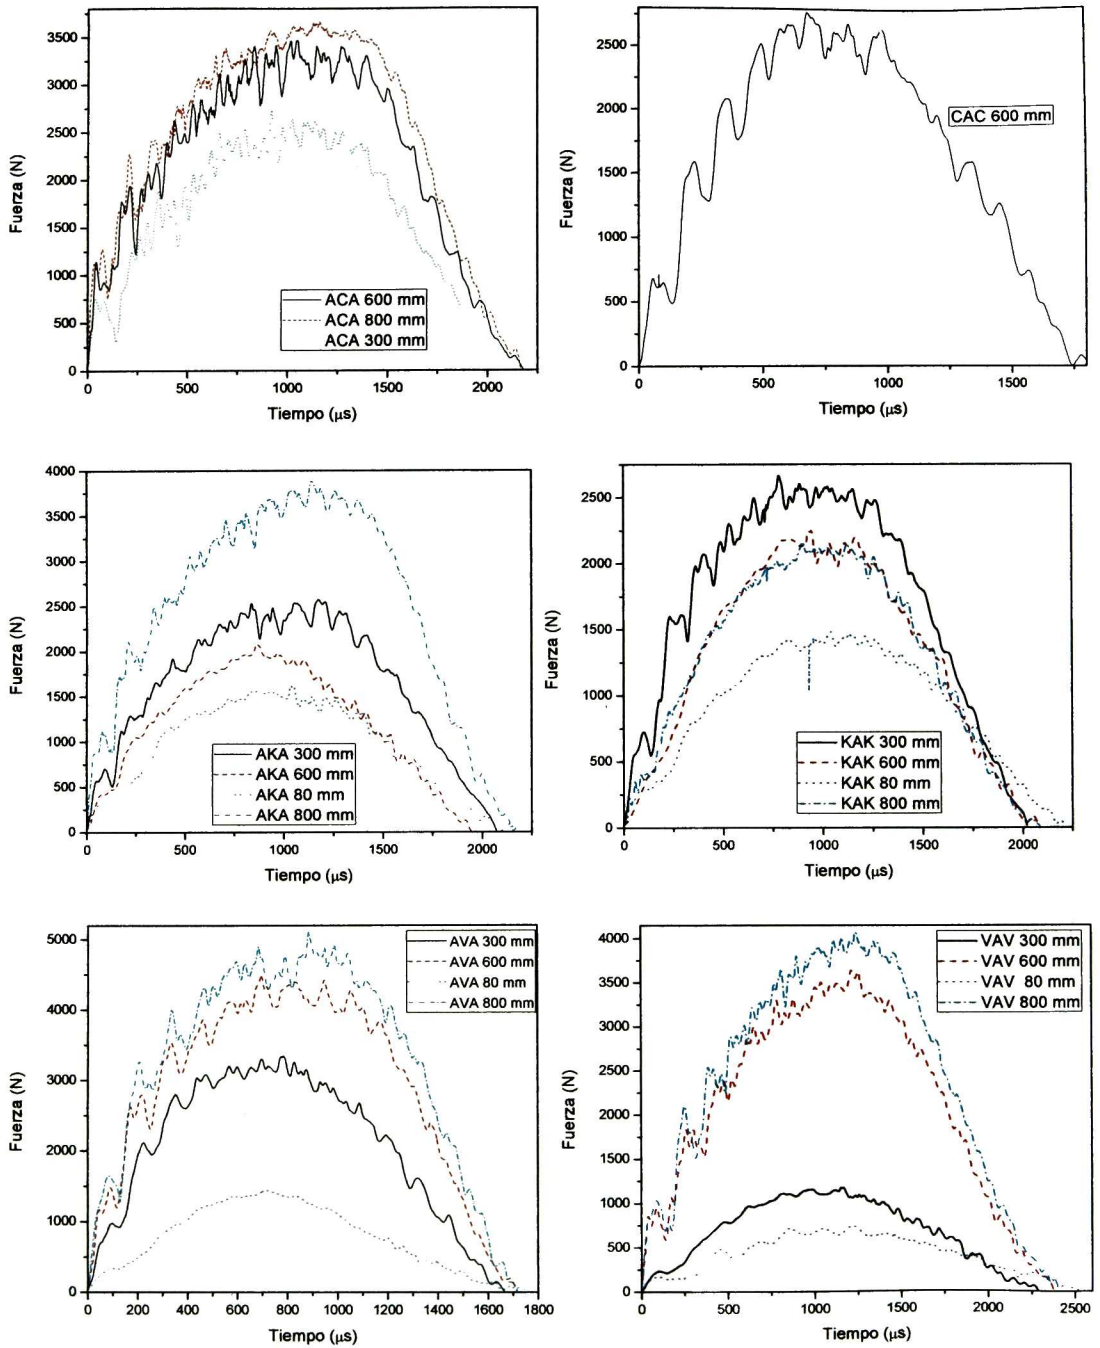 Fuerza (N)
3500
3000
2500
2000
1500
1000
500
0
ACA 600 mm
ACA 800 mm
ACA 300 mm
0
500
1000
1500
2000
Tiempo (μs)
Fuerza (N)
2500
2000
1500
1000
500
0
CAC 600 mm
500
1000
1500
Tiempo (μs)
Fuerza (N)
4000
3500
3000
2500
2000
1500
1000
500
0
AKA 300 mm
AKA 600 mm
AKA 80 mm
AKA 800 mm
0
500
1000
1500
2000
Tiempo (μs)
Fuerza (N)
2500
2000
1500
1000
500
0
KAK 300 mm
KAK 600 mm
KAK 80 mm
KAK 800 mm
0
500
1000
1500
2000
Tiempo (μs)
Fuerza (N)
5000
4000
3000
2000
1000
0
AVA 300 mm
AVA 600 mm
AVA 80 mm
AVA 800 mm
0
200
400
600
800
1000
1200
1400
1600
1800
Tiempo (μs)
Fuerza (N)
4000
3500
3000
2500
2000
1500
1000
500
0
VAV 300 mm
VAV 600 mm
VAV 80 mm
VAV 800 mm
0
500
1000
1500
2000
2500
Tiempo (μs)